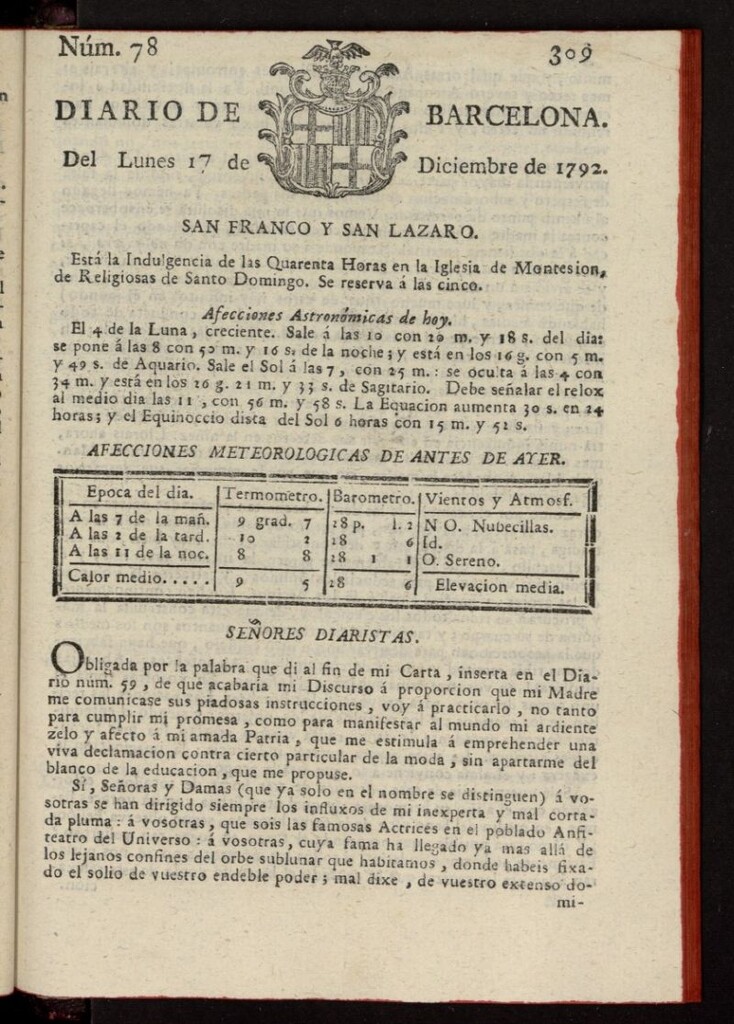 Núm. 78 309
DIARIO DE BARCELONA.
Del Lunes 17 de Diciembre de 1792.
SAN FRANCO Y SAN LAZARO.
Está la Indulgencia de las Quarenta Horas en la Iglesia de Montesion,
de Religiosas de Santo Domingo. Se reserva á las cinco.
Afecciones Astronómicas de hoy.
El 4 de la Luna, creciente. Sale á las 10 con 20 m. y 18 s. del dia:
se pone á las 8 con 50 m. y 16 s. de la noche; y está en los 16 g. con 5 m.
y 49 s. de Aquario. Sale el Sol á las 7, con 25 m.: se oculta á las 4 con
34 m. y está en los 26 g. 21 m. y 33 s. de Sagitario. Debe señalar el relox
al medio dia las 11, con 56 m. y 58 s. La Equacion aumenta 30 s. en 24
horas; y el Equinoccio dista del Sol 6 horas con 15 m. y 52 s.
AFECCIONES METEOROLOGICAS DE ANTES DE AYER.
Epoca del dia. Termometro. Barometro. Vientos y Atmosf.
A las 7 de la mañ. 9 grad. 7 28 p. l. 2 N O. Nubecillas.
A las 2 de la tard. 10 2 28 6 Id.
A las 11 de la noc. 8 8 28 1 1 O. Sereno.
Calor medio..... 9 5 28 6 Elevacion media.
SEÑORES DIARISTAS.
Obligada por la palabra que di al fin de mi Carta, inserta en el Dia-
rio núm. 59, de que acabaria mi Discurso á proporcion que mi Madre
me comunicase sus piadosas instrucciones, voy á practicarlo, no tanto
para cumplir mi promesa, como para manifestar al mundo mi ardiente
zelo y afecto á mi amada Patria, que me estimula á emprehender una
viva declamacion contra cierto particular de la moda, sin apartarme del
blanco de la educacion, que me propuse.
Sí, Señoras y Damas (que ya solo en el nombre se distinguen) á vo-
sotras se han dirigido siempre los influxos de mi inexperta y mal corta-
da pluma: á vosotras, que sois las famosas Actrices en el poblado Anfi-
teatro del Universo: á vosotras, cuya fama ha llegado ya mas allá de
los lejanos confines del orbe sublunar que habitamos, donde habeis fixa-
do el solio de vuestro endeble poder; mal dixe, de vuestro extenso do-
mi-